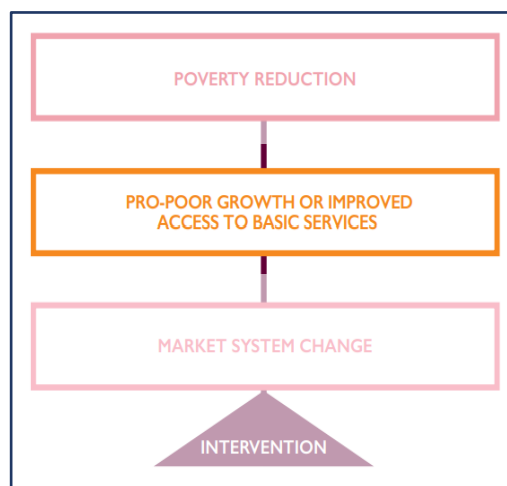 POVERTY REDUCTION
PRO-POOR GROWTH OR IMPROVED
ACCESS TO BASIC SERVICES
MARKET SYSTEM CHANGE
INTERVENTION